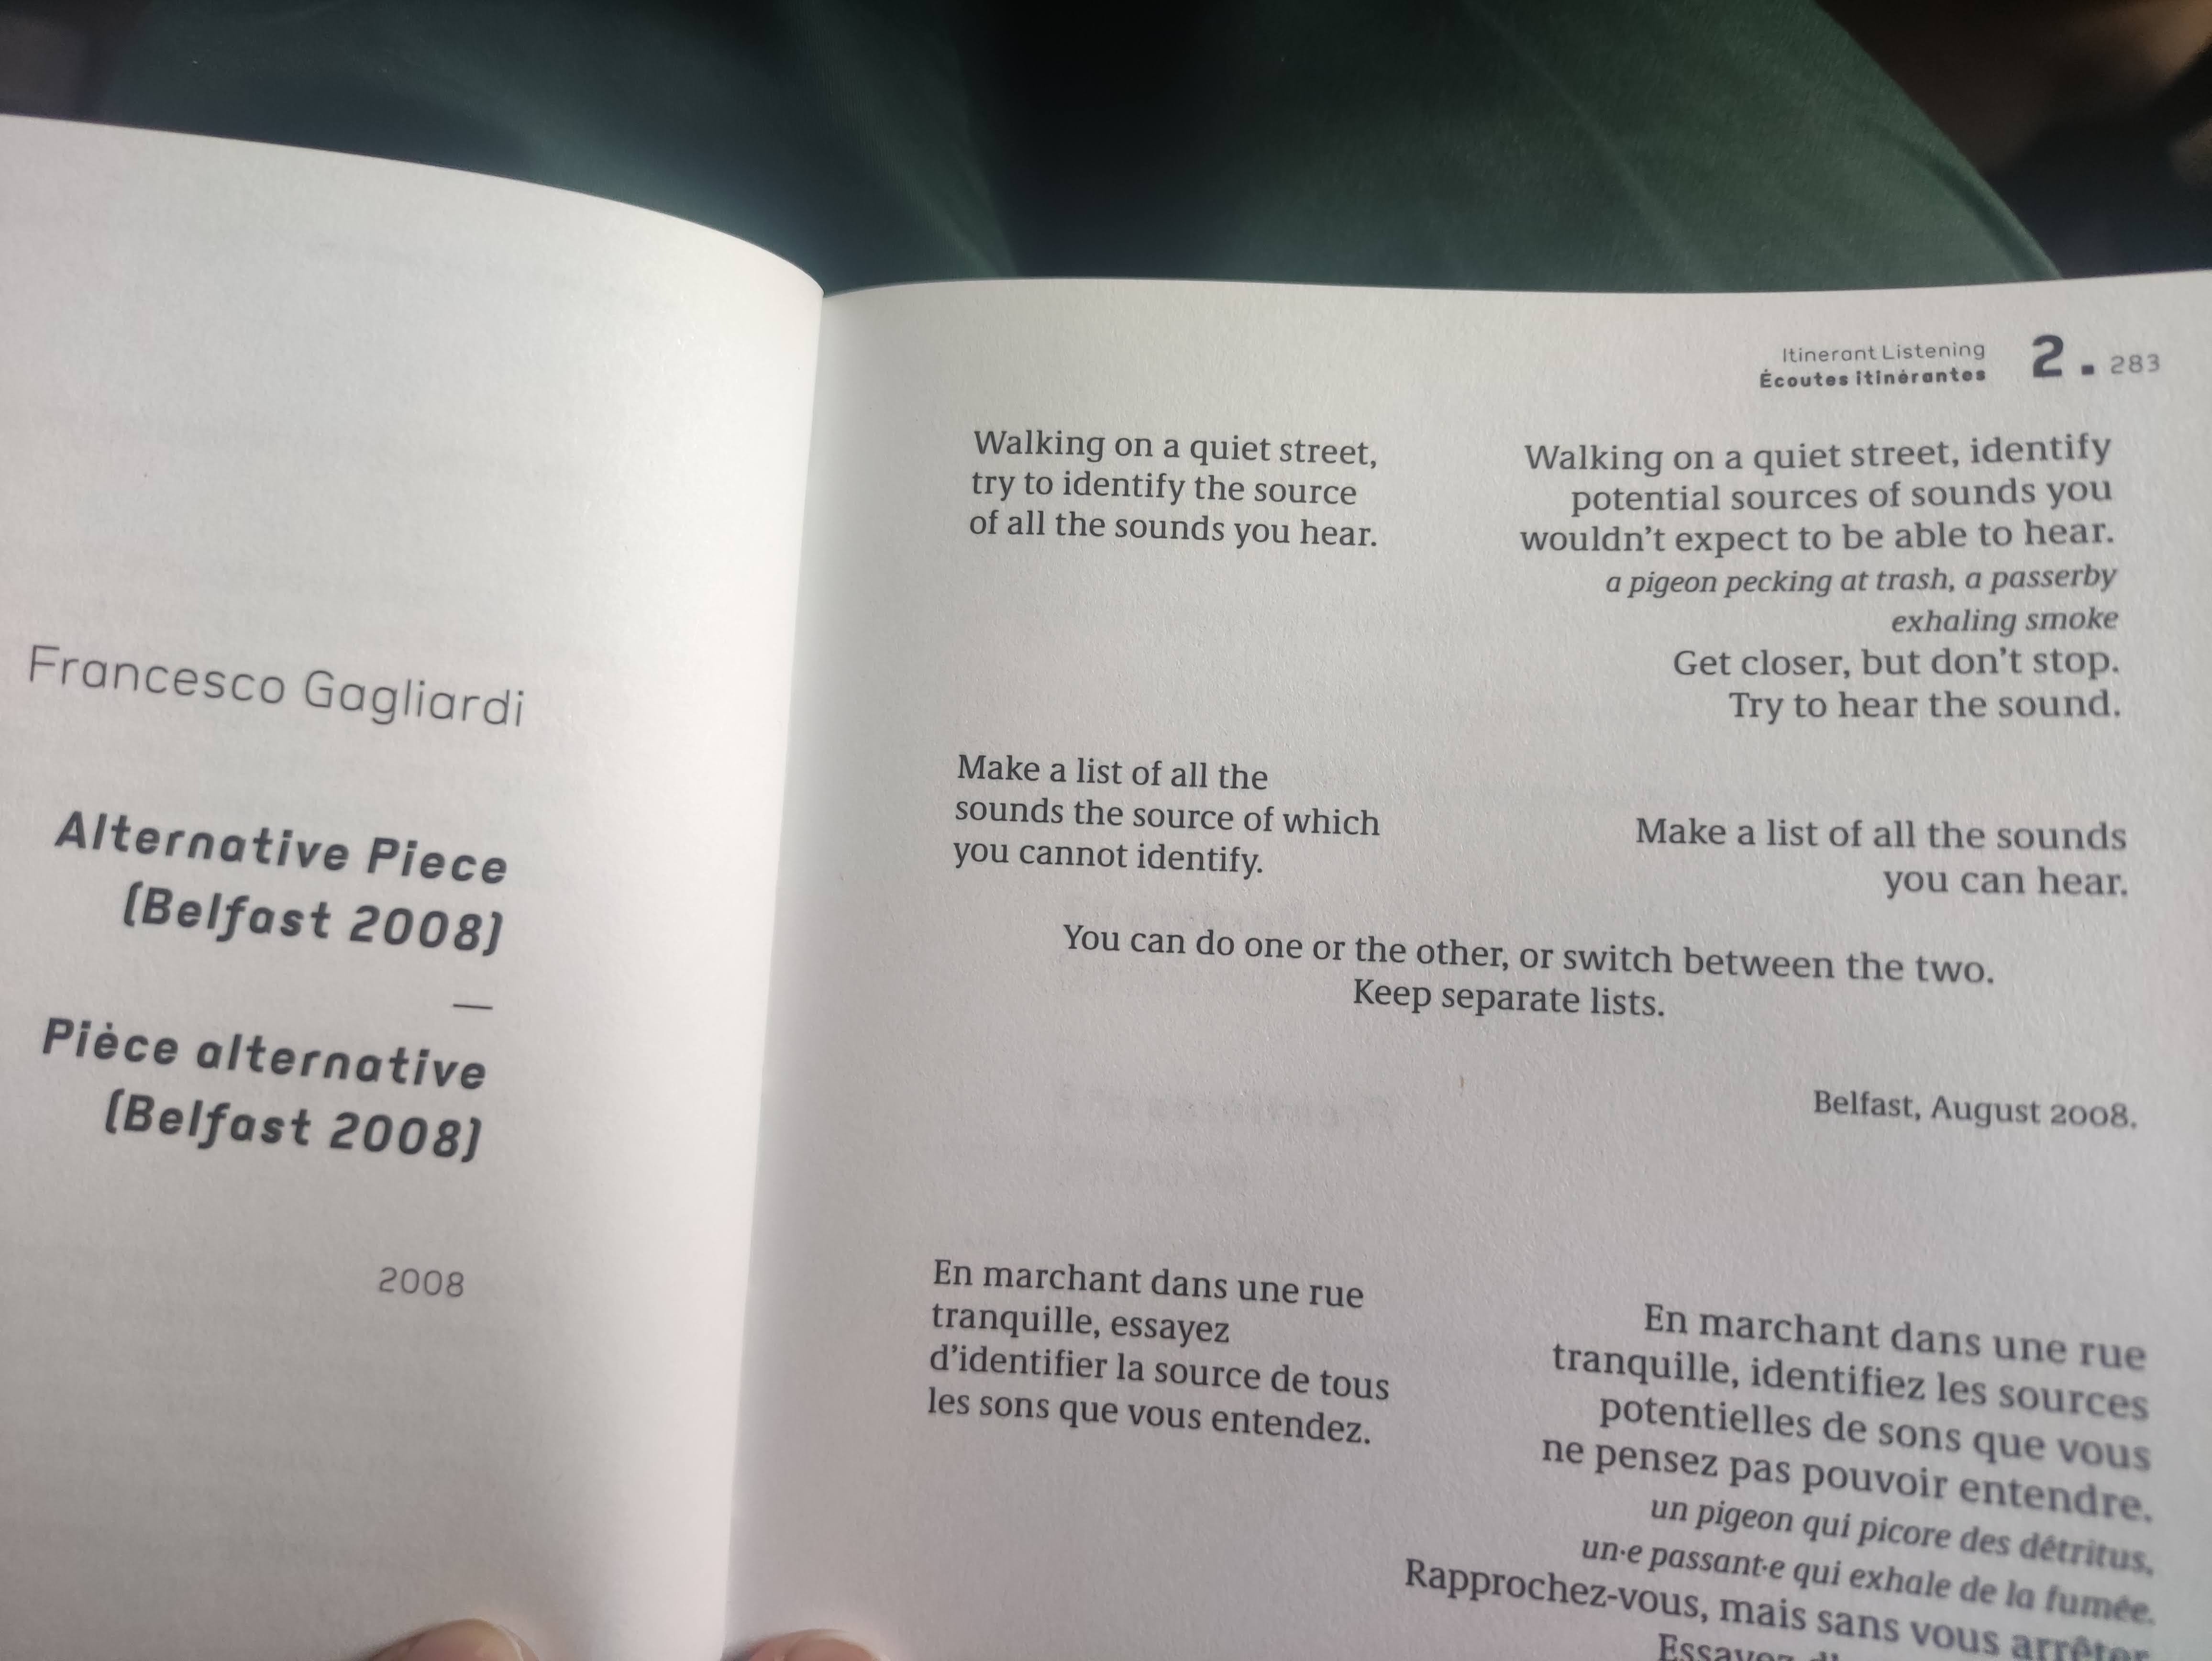 Francesco Gagliardi
Alternative Piece
(Belfast 2008)
—
Pièce alternative
(Belfast 2008)
2008
Itinerant Listening
Écoutes itinérantes
2. 283
Walking on a quiet street,
try to identify the source
of all the sounds you hear.
Walking on a quiet street, identify
potential sources of sounds you
wouldn't expect to be able to hear.
a pigeon pecking at trash, a passerby
exhaling smoke
Get closer, but don't stop.
Try to hear the sound.
Make a list of all the
sounds the source of which
you cannot identify.
Make a list of all the sounds
you can hear.
You can do one or the other, or switch between the two.
Keep separate lists.
Belfast, August 2008.
En marchant dans une rue
tranquille, essayez
d'identifier la source de tous
les sons que vous entendez.
En marchant dans une rue
tranquille, identifiez les sources
potentielles de sons que vous
ne pensez pas pouvoir entendre.
un pigeon qui picore des détritus,
un·e passant·e qui exhale de la fumée.
Rapprochez-vous, mais sans vous arrêter